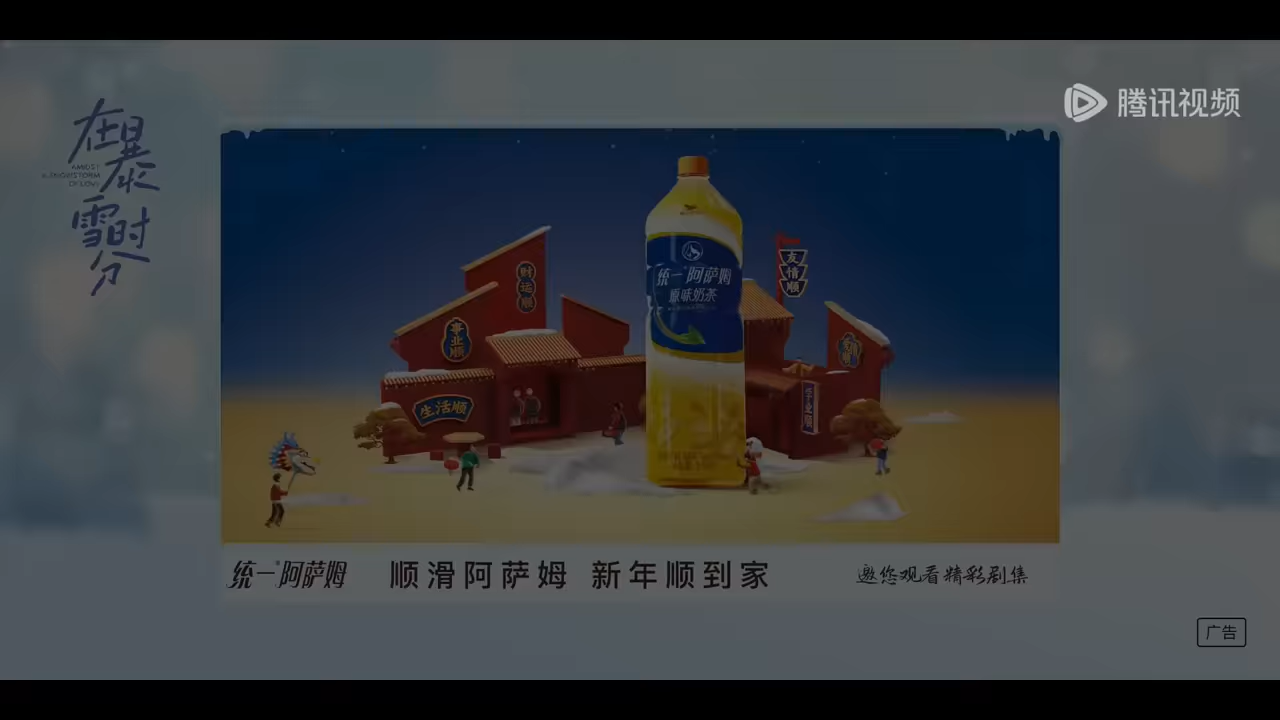 在暴雪时分
AMIDST
A SNOWSTORM
OF LOVE
腾讯视频
财运顺
事业顺
生活顺
统一阿萨姆
原味奶茶
友情顺
统一阿萨姆
顺滑阿萨姆 新年顺到家
邀您观看精彩剧集
广告